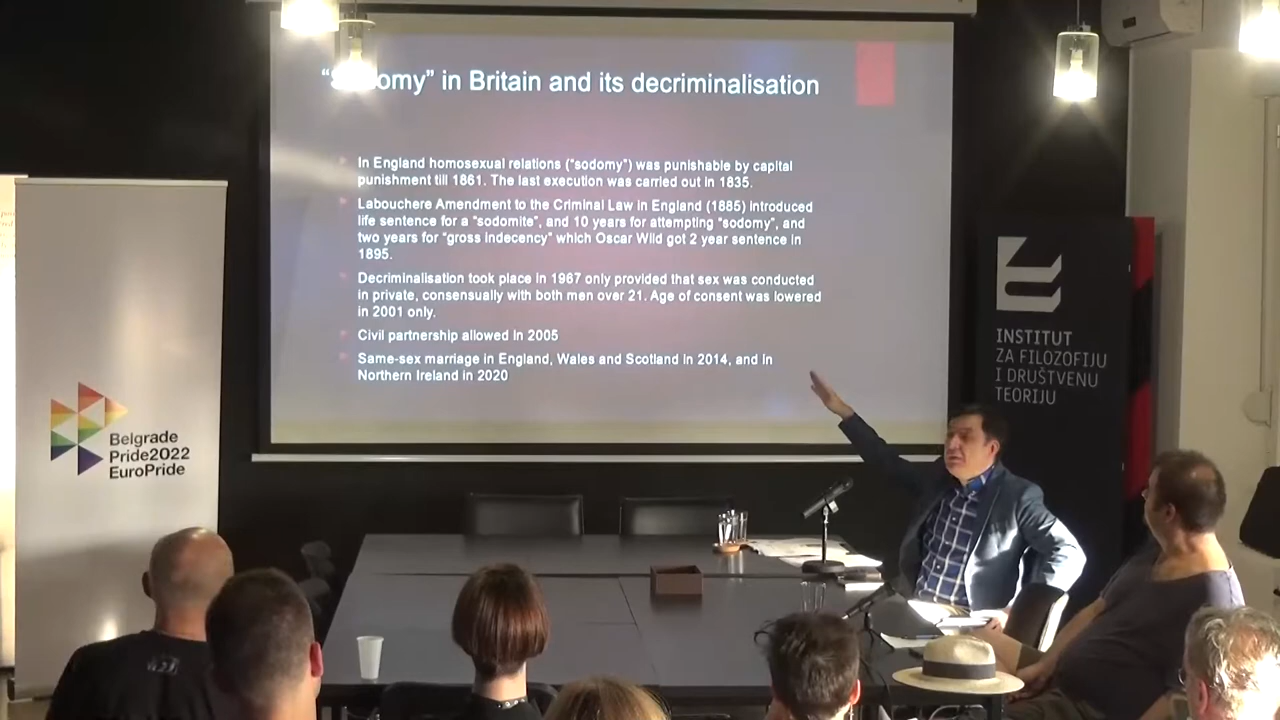 "Sodomy" in Britain and its decriminalisation
In England homosexual relations ("sodomy") was punishable by capital
punishment till 1861. The last execution was carried out in 1835.
Labouchere Amendment to the Criminal Law in England (1885) introduced
life sentence for a "sodomite", and 10 years for attempting "sodomy", and
two years for "gross indecency" which Oscar Wild got 2 year sentence in
1895.
Decriminalisation took place in 1967 only provided that sex was conducted
in private, consensually with both men over 21. Age of consent was lowered
in 2001 only.
Civil partnership allowed in 2005
Same-sex marriage in England, Wales and Scotland in 2014, and in
Northern Ireland in 2020
Belgrade
Pride2022
EuroPride
INSTITUT
ZA FILOZOFIJU
I DRUŠTVENU
TEORIJU